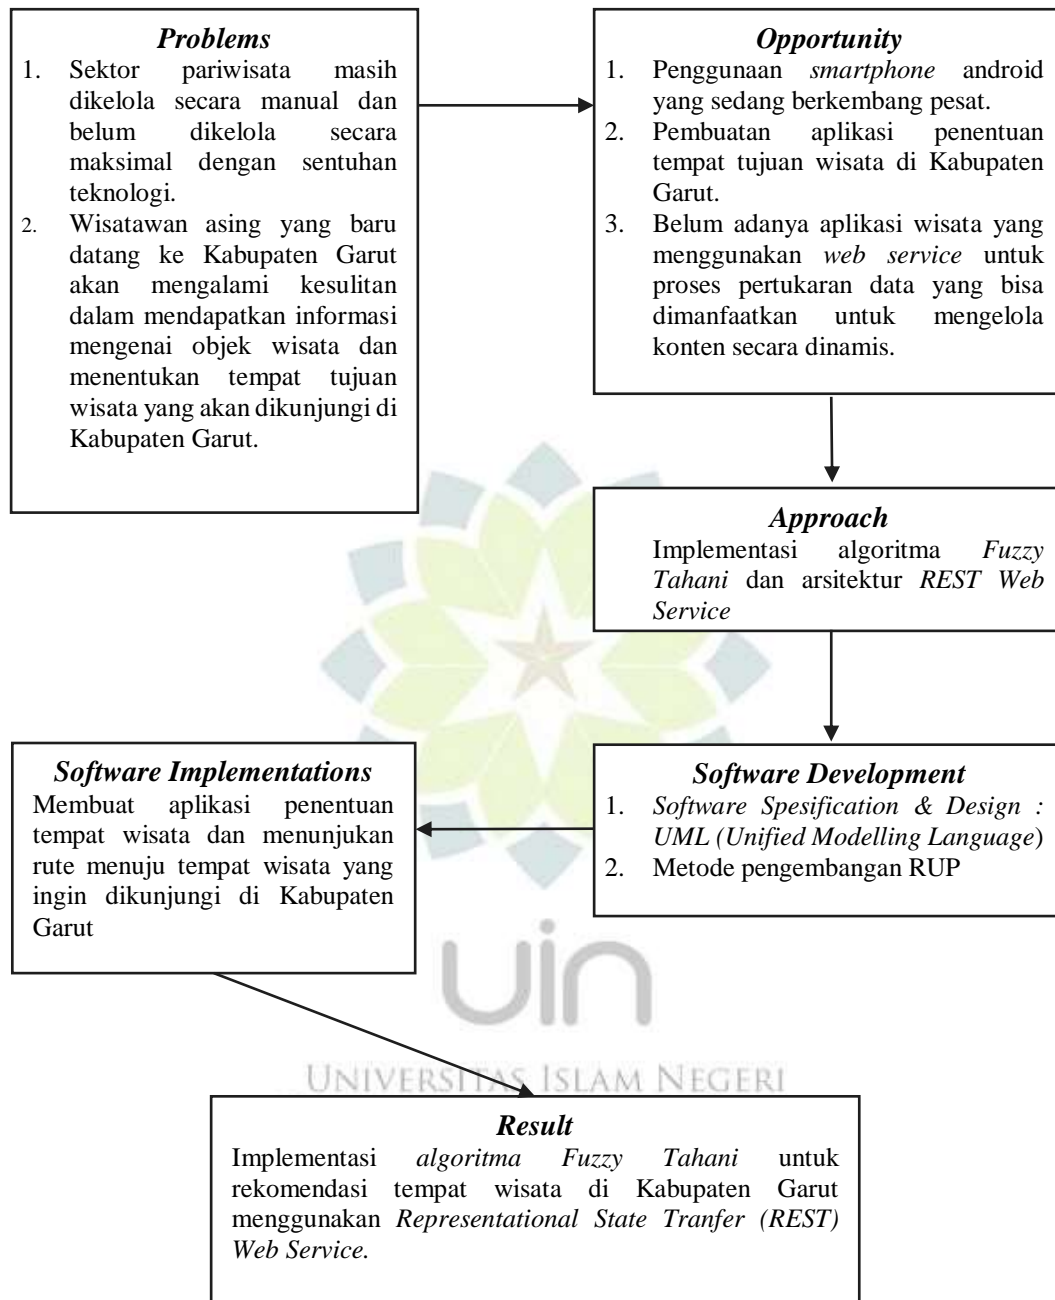 Problems
1. Sektor pariwisata masih
dikelola secara manual dan
belum dikelola secara
maksimal dengan sentuhan
teknologi.
2. Wisatawan asing yang baru
datang ke Kabupaten Garut
akan mengalami kesulitan
dalam mendapatkan informasi
mengenai objek wisata dan
menentukan tempat tujuan
wisata yang akan dikunjungi di
Kabupaten Garut.
Opportunity
1. Penggunaan smartphone android
yang sedang berkembang pesat.
2. Pembuatan aplikasi penentuan
tempat tujuan wisata di Kabupaten
Garut.
3. Belum adanya aplikasi wisata yang
menggunakan web service untuk
proses pertukaran data yang bisa
dimanfaatkan untuk mengelola
konten secara dinamis.
Approach
Implementasi algoritma Fuzzy
Tahani dan arsitektur REST Web
Service
Software Development
1. Software Spesification & Design :
UML (Unified Modelling Language)
2. Metode pengembangan RUP
Software Implementations
Membuat aplikasi penentuan
tempat wisata dan menunjukan
rute menuju tempat wisata yang
ingin dikunjungi di Kabupaten
Garut
uin
UNIVERSITAS ISLAM NEGERI
Result
Implementasi algoritma Fuzzy Tahani untuk
rekomendasi tempat wisata di Kabupaten Garut
menggunakan Representational State Tranfer (REST)
Web Service.